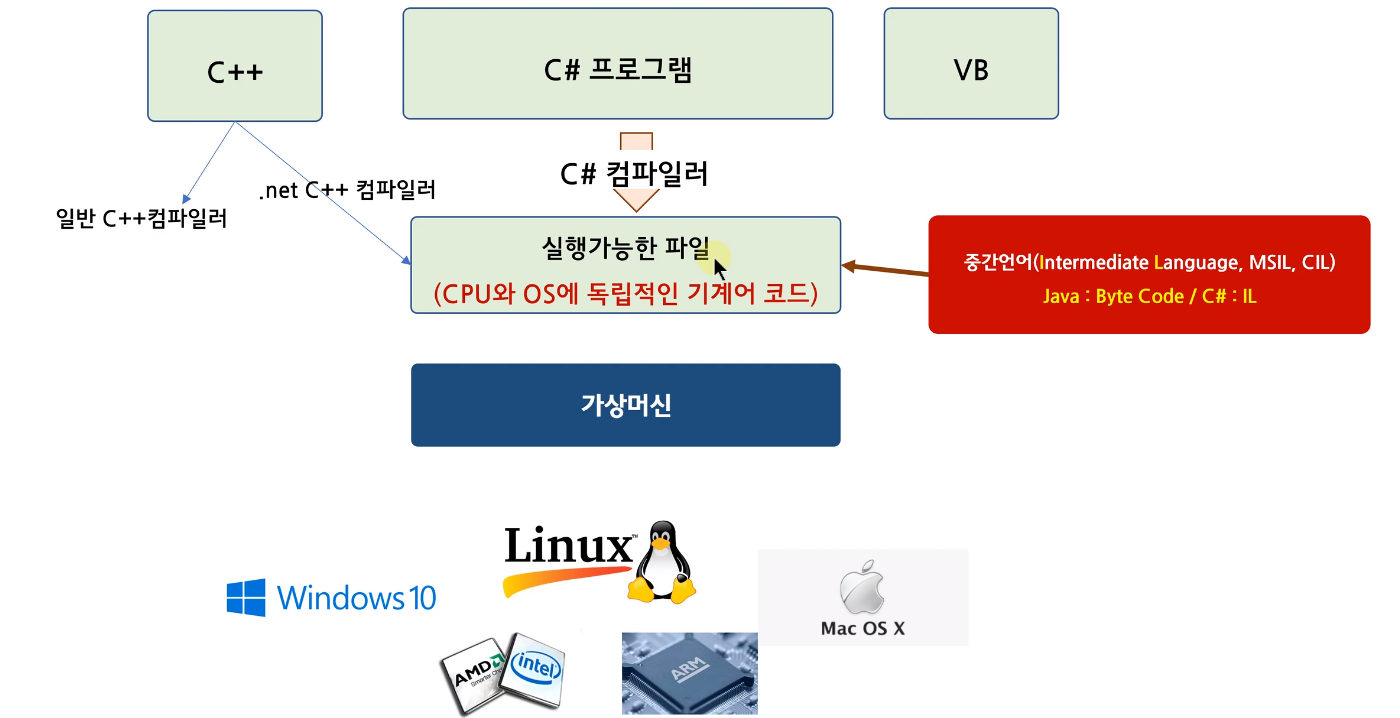 C++
C# 프로그램
VB
C# 컴파일러
.net C++ 컴파일러
일반 C++컴파일러
실행가능한 파일
(CPU와 OS에 독립적인 기계어 코드)
중간언어(Intermediate Language, MSIL, CIL)
Java : Byte Code / C# : IL
가상머신
Linux™
Windows 10
Mac OS X
AMD
intel
ARM